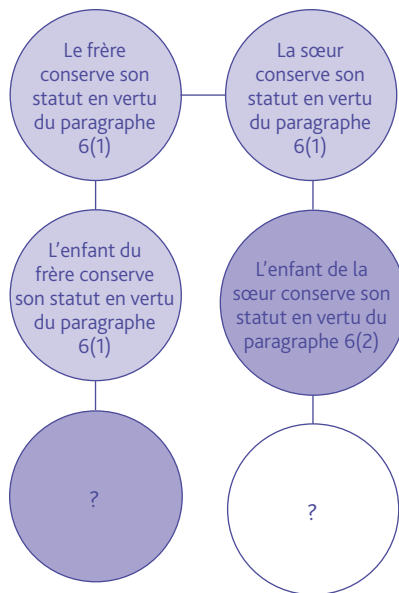 Le frère
conserve son
statut en vertu
du paragraphe
6(1)
La sœur
conserve son
statut en vertu
du paragraphe
6(1)
L'enfant du
frère conserve
son statut en vertu
du paragraphe
6(1)
L'enfant de la
sœur conserve son
statut en vertu du
paragraphe 6(2)
?
?